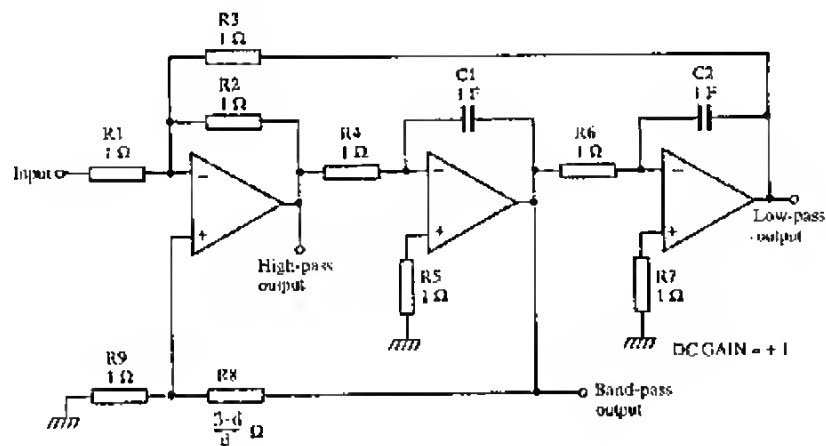 R3
1 Ω
R2
1 Ω
C1
1 F
C2
1 F
R1
1 Ω
R4
1 Ω
R6
1 Ω
Input
−
−
−
+
+
+
Low-pass
output
High-pass
output
R5
1 Ω
R7
1 Ω
DC GAIN = + 1
R9
1 Ω
R8
3-d
d
Ω
Band-pass
output